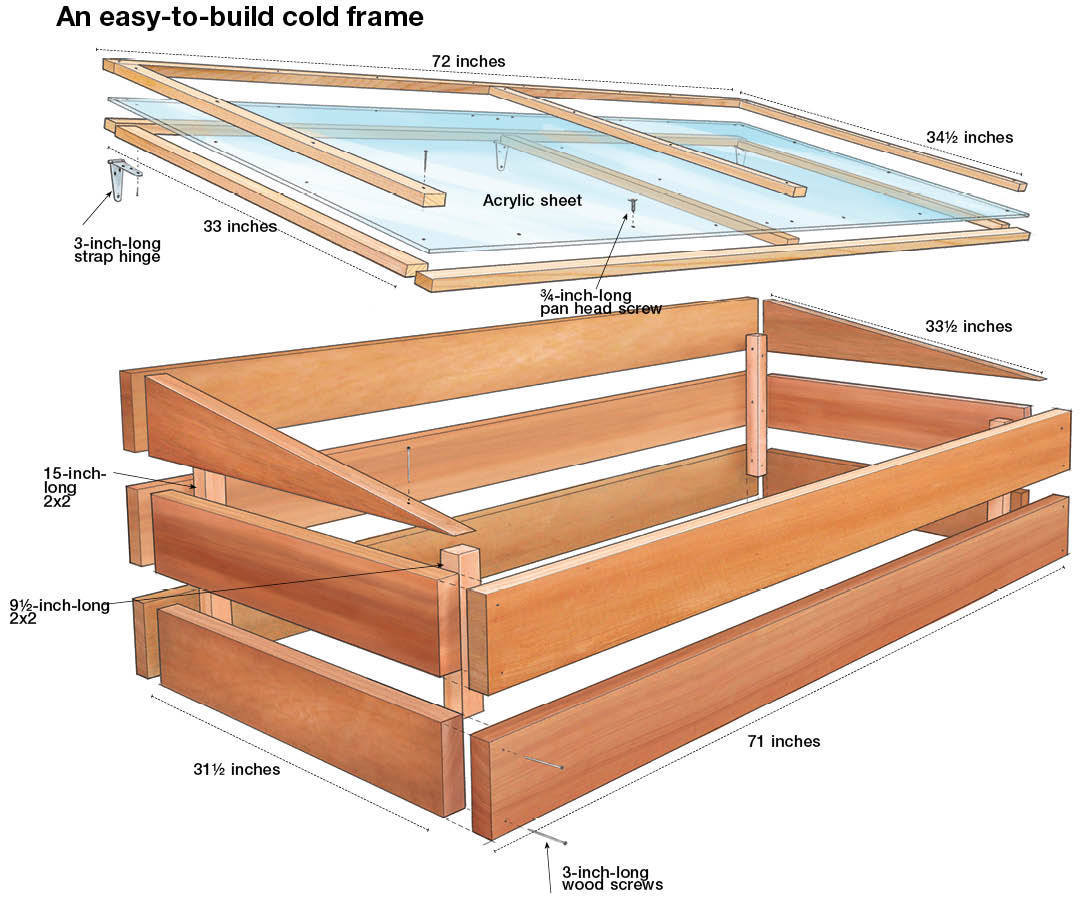 An easy-to-build cold frame
72 inches
34½ inches
Acrylic sheet
33 inches
3-inch-long
strap hinge
¾-inch-long
pan head screw
33½ inches
15-inch-
long
2x2
9½-inch-long
2x2
71 inches
31½ inches
3-inch-long
wood screws